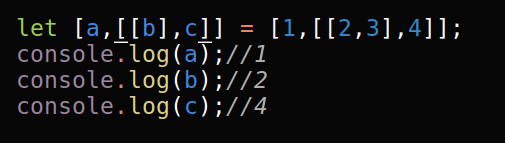 let [a,[[b],c]] = [1,[[2,3],4]];
console.log(a);//1
console.log(b);//2
console.log(c);//4